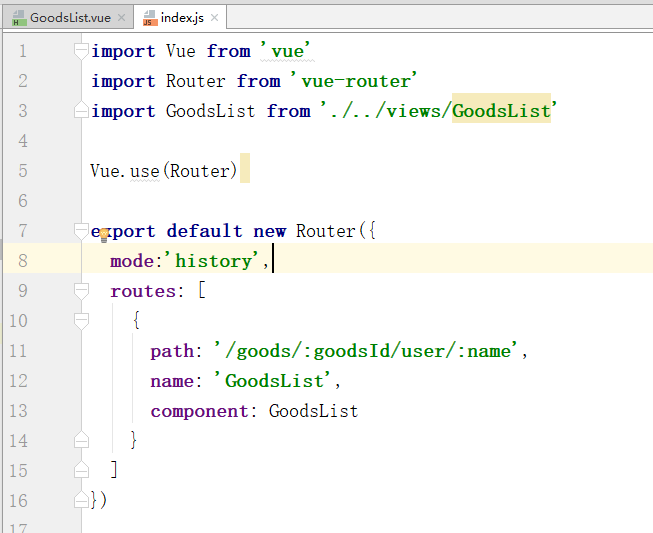 GoodsList.vue × index.js ×
1 import Vue from 'vue'
2 import Router from 'vue-router'
3 import GoodsList from './../views/GoodsList'
4
5 Vue.use(Router)
6
7 export default new Router({
8 mode:'history',
9 routes: [
10 {
11 path: '/goods/:goodsId/user/:name',
12 name: 'GoodsList',
13 component: GoodsList
14 }
15 ]
16 })
17